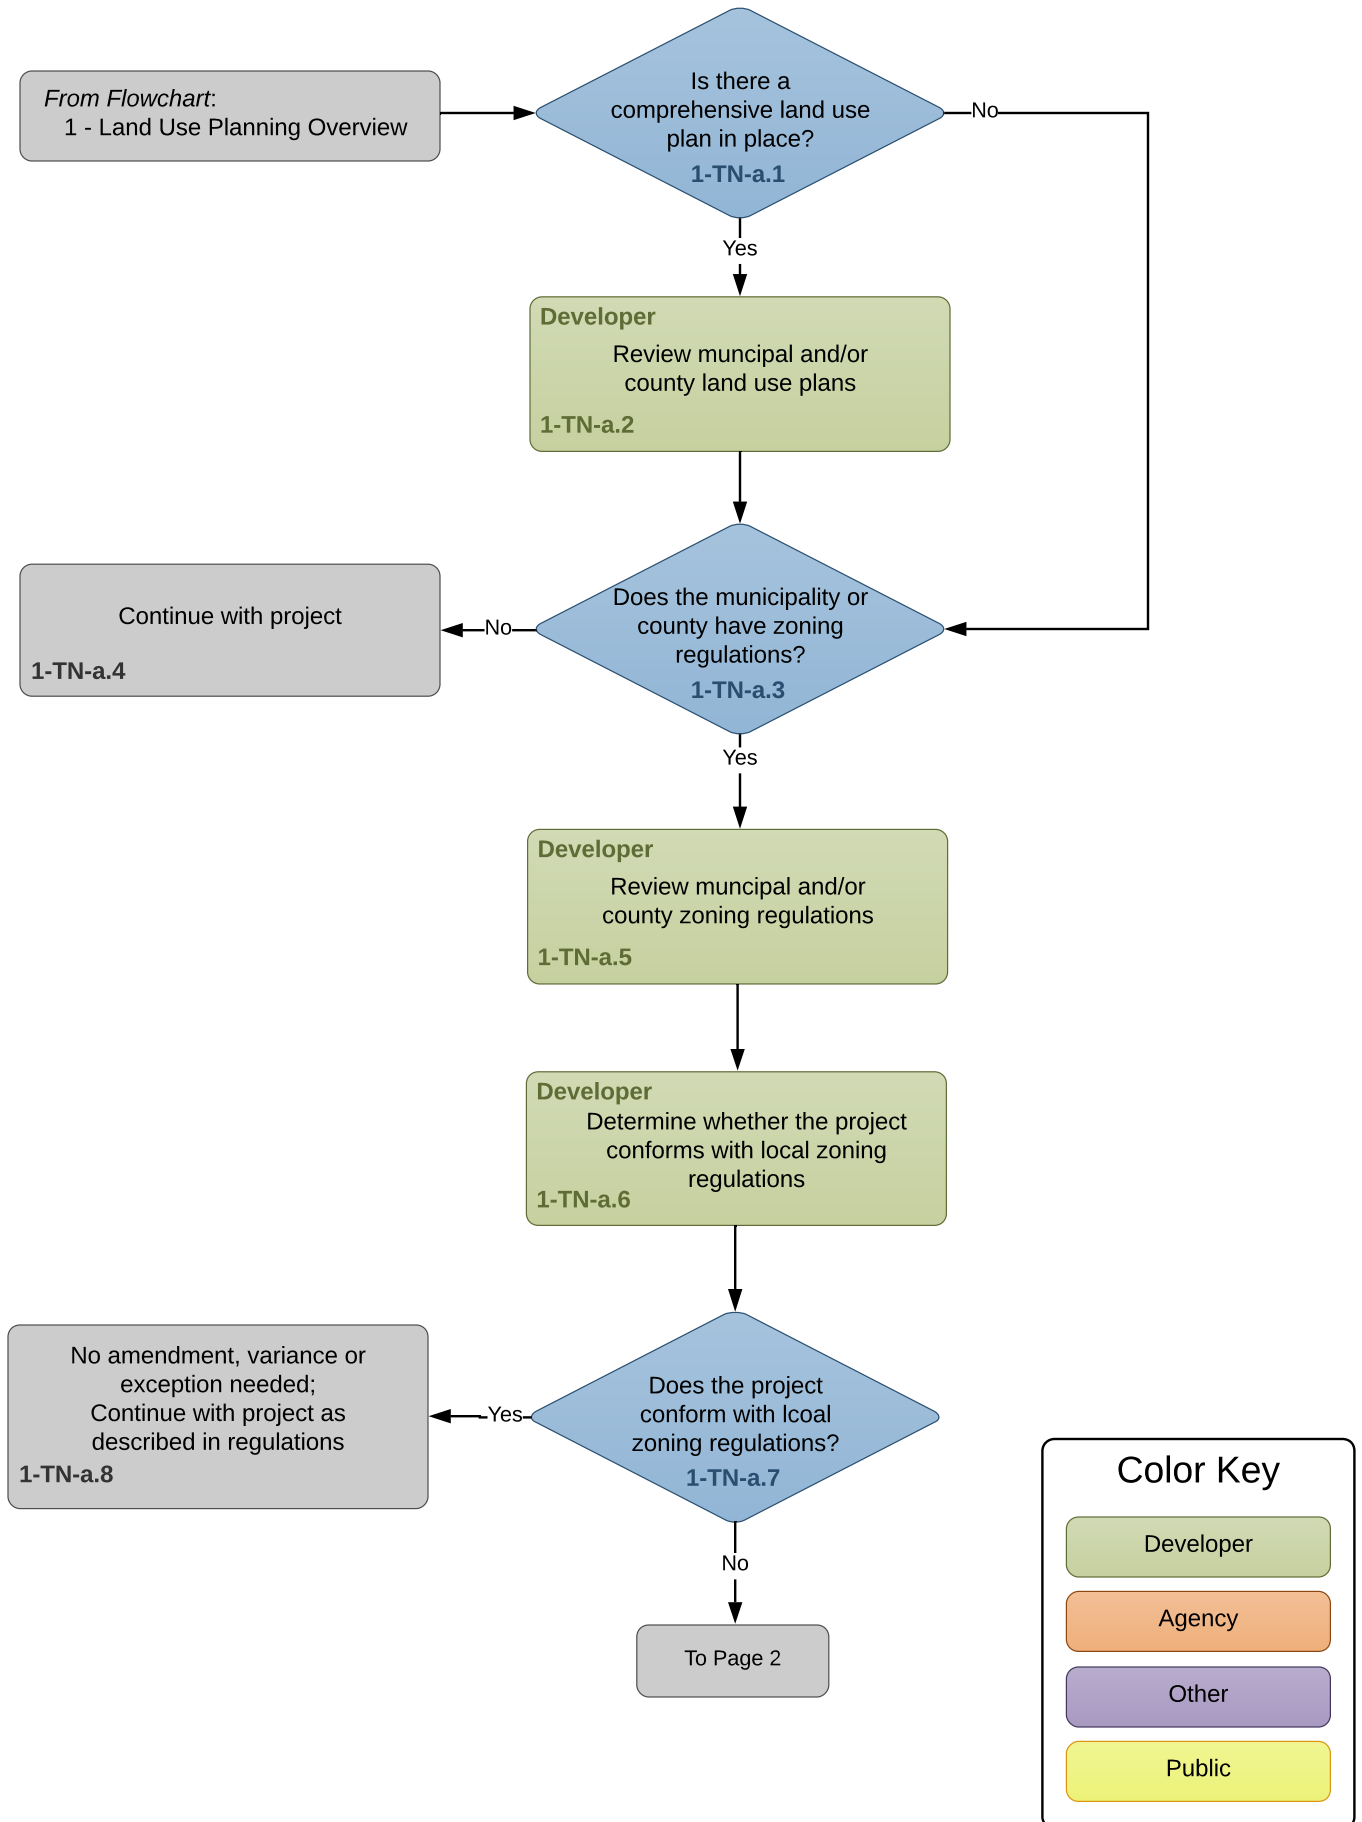 From Flowchart:
1 - Land Use Planning Overview
Is there a
comprehensive land use
plan in place?
1-TN-a.1
No
Yes
Developer
Review muncipal and/or
county land use plans
1-TN-a.2
Does the municipality or
county have zoning
regulations?
1-TN-a.3
No
Continue with project
1-TN-a.4
Yes
Developer
Review muncipal and/or
county zoning regulations
1-TN-a.5
Developer
Determine whether the project
conforms with local zoning
regulations
1-TN-a.6
Does the project
conform with lcoal
zoning regulations?
1-TN-a.7
Yes
No amendment, variance or
exception needed;
Continue with project as
described in regulations
1-TN-a.8
No
To Page 2
Color Key
Developer
Agency
Other
Public